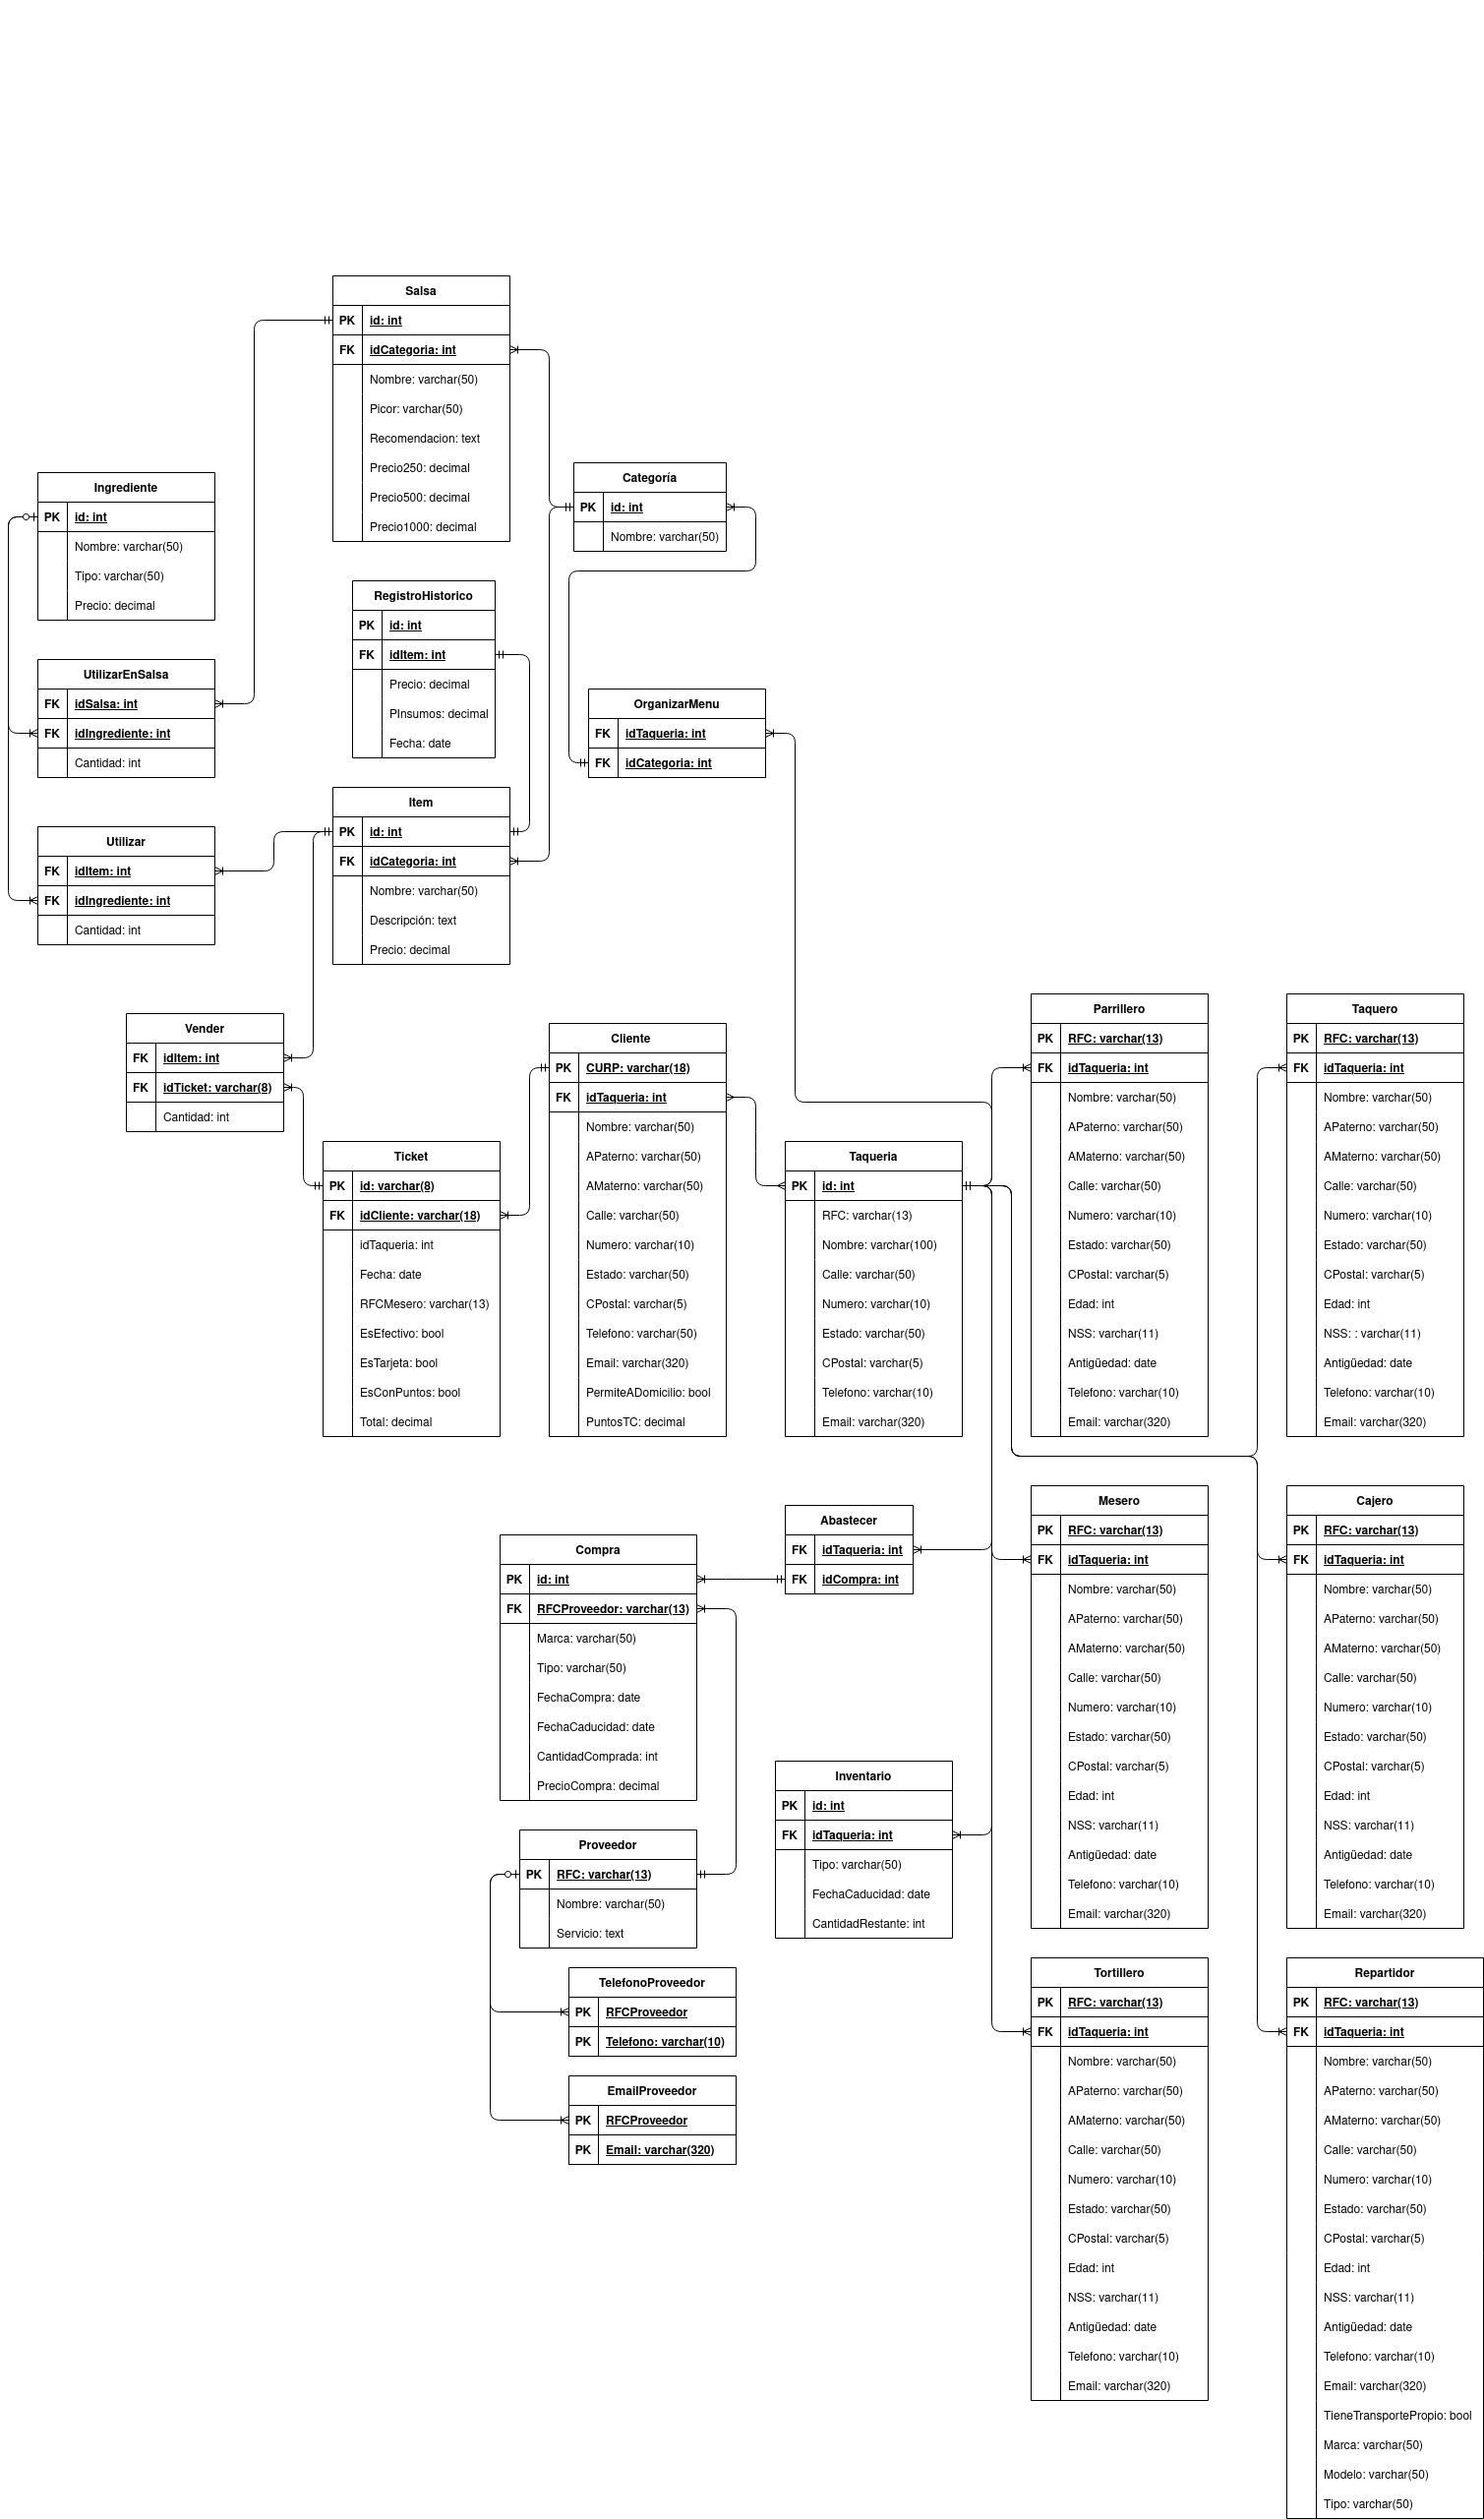 Salsa
PK id: int
FK idCategoria: int
Nombre: varchar(50)
Picor: varchar(50)
Recomendacion: text
Precio250: decimal
Precio500: decimal
Precio1000: decimal
Categoría
PK id: int
Nombre: varchar(50)
Ingrediente
PK id: int
Nombre: varchar(50)
Tipo: varchar(50)
Precio: decimal
RegistroHistorico
PK id: int
FK idItem: int
Precio: decimal
PInsumos: decimal
Fecha: date
UtilizarEnSalsa
FK idSalsa: int
FK idIngrediente: int
Cantidad: int
OrganizarMenu
FK idTaqueria: int
FK idCategoria: int
Item
PK id: int
FK idCategoria: int
Nombre: varchar(50)
Descripción: text
Precio: decimal
Utilizar
FK idItem: int
FK idIngrediente: int
Cantidad: int
Vender
FK idItem: int
FK idTicket: varchar(8)
Cantidad: int
Cliente
PK CURP: varchar(18)
FK idTaqueria: int
Nombre: varchar(50)
APaterno: varchar(50)
AMaterno: varchar(50)
Calle: varchar(50)
Numero: varchar(10)
Estado: varchar(50)
CPostal: varchar(5)
Telefono: varchar(50)
Email: varchar(320)
PermiteADomicilio: bool
PuntosTC: decimal
Parrillero
PK RFC: varchar(13)
FK idTaqueria: int
Nombre: varchar(50)
APaterno: varchar(50)
AMaterno: varchar(50)
Calle: varchar(50)
Numero: varchar(10)
Estado: varchar(50)
CPostal: varchar(5)
Edad: int
NSS: varchar(11)
Antigüedad: date
Telefono: varchar(10)
Email: varchar(320)
Taquero
PK RFC: varchar(13)
FK idTaqueria: int
Nombre: varchar(50)
APaterno: varchar(50)
AMaterno: varchar(50)
Calle: varchar(50)
Numero: varchar(10)
Estado: varchar(50)
CPostal: varchar(5)
Edad: int
NSS: : varchar(11)
Antigüedad: date
Telefono: varchar(10)
Email: varchar(320)
Ticket
PK id: varchar(8)
FK idCliente: varchar(18)
idTaqueria: int
Fecha: date
RFCMesero: varchar(13)
EsEfectivo: bool
EsTarjeta: bool
EsConPuntos: bool
Total: decimal
Taqueria
PK id: int
RFC: varchar(13)
Nombre: varchar(100)
Calle: varchar(50)
Numero: varchar(10)
Estado: varchar(50)
CPostal: varchar(5)
Telefono: varchar(10)
Email: varchar(320)
Mesero
PK RFC: varchar(13)
FK idTaqueria: int
Nombre: varchar(50)
APaterno: varchar(50)
AMaterno: varchar(50)
Calle: varchar(50)
Numero: varchar(10)
Estado: varchar(50)
CPostal: varchar(5)
Edad: int
NSS: varchar(11)
Antigüedad: date
Telefono: varchar(10)
Email: varchar(320)
Cajero
PK RFC: varchar(13)
FK idTaqueria: int
Nombre: varchar(50)
APaterno: varchar(50)
AMaterno: varchar(50)
Calle: varchar(50)
Numero: varchar(10)
Estado: varchar(50)
CPostal: varchar(5)
Edad: int
NSS: varchar(11)
Antigüedad: date
Telefono: varchar(10)
Email: varchar(320)
Abastecer
FK idTaqueria: int
FK idCompra: int
Compra
PK id: int
FK RFCProveedor: varchar(13)
Marca: varchar(50)
Tipo: varchar(50)
FechaCompra: date
FechaCaducidad: date
CantidadComprada: int
PrecioCompra: decimal
Inventario
PK id: int
FK idTaqueria: int
Tipo: varchar(50)
FechaCaducidad: date
CantidadRestante: int
Proveedor
PK RFC: varchar(13)
Nombre: varchar(50)
Servicio: text
TelefonoProveedor
PK RFCProveedor
PK Telefono: varchar(10)
EmailProveedor
PK RFCProveedor
PK Email: varchar(320)
Tortillero
PK RFC: varchar(13)
FK idTaqueria: int
Nombre: varchar(50)
APaterno: varchar(50)
AMaterno: varchar(50)
Calle: varchar(50)
Numero: varchar(10)
Estado: varchar(50)
CPostal: varchar(5)
Edad: int
NSS: varchar(11)
Antigüedad: date
Telefono: varchar(10)
Email: varchar(320)
Repartidor
PK RFC: varchar(13)
FK idTaqueria: int
Nombre: varchar(50)
APaterno: varchar(50)
AMaterno: varchar(50)
Calle: varchar(50)
Numero: varchar(10)
Estado: varchar(50)
CPostal: varchar(5)
Edad: int
NSS: varchar(11)
Antigüedad: date
Telefono: varchar(10)
Email: varchar(320)
TieneTransportePropio: bool
Marca: varchar(50)
Modelo: varchar(50)
Tipo: varchar(50)